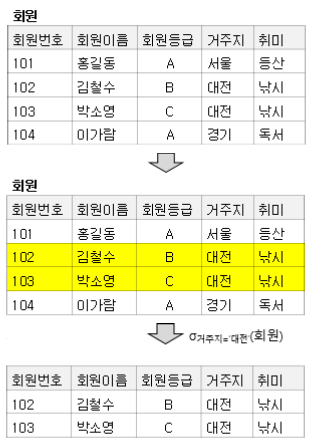 회원
회원번호 회원이름 회원등급 거주지 취미
101 홍길동 A 서울 등산
102 김철수 B 대전 낚시
103 박소영 C 대전 낚시
104 이가람 A 경기 독서
회원
회원번호 회원이름 회원등급 거주지 취미
101 홍길동 A 서울 등산
102 김철수 B 대전 낚시
103 박소영 C 대전 낚시
104 이가람 A 경기 독서
σ거주지='대전'(회원)
회원번호 회원이름 회원등급 거주지 취미
102 김철수 B 대전 낚시
103 박소영 C 대전 낚시